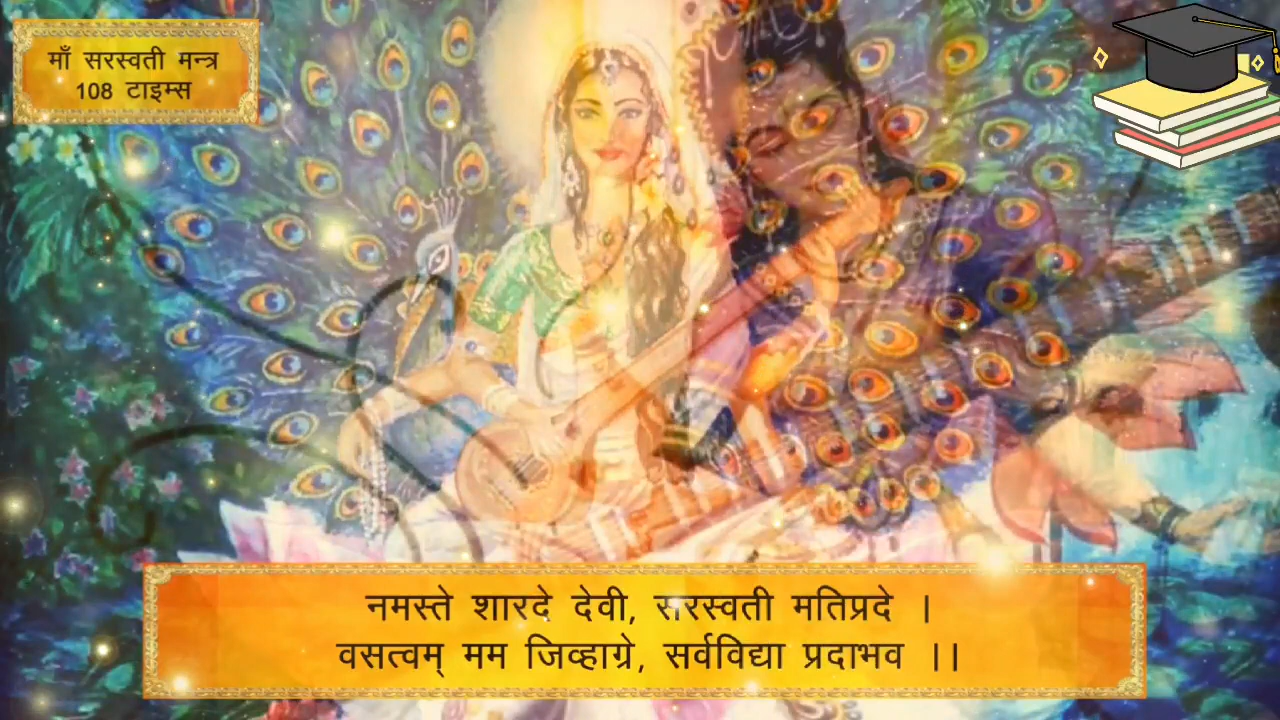 माँ सरस्वती मन्त्र
108 टाइम्स
नमस्ते शारदे देवी, सरस्वती मतिप्रदे ।
वसत्वम् मम जिव्हाग्रे, सर्वविद्या प्रदाभव ।।